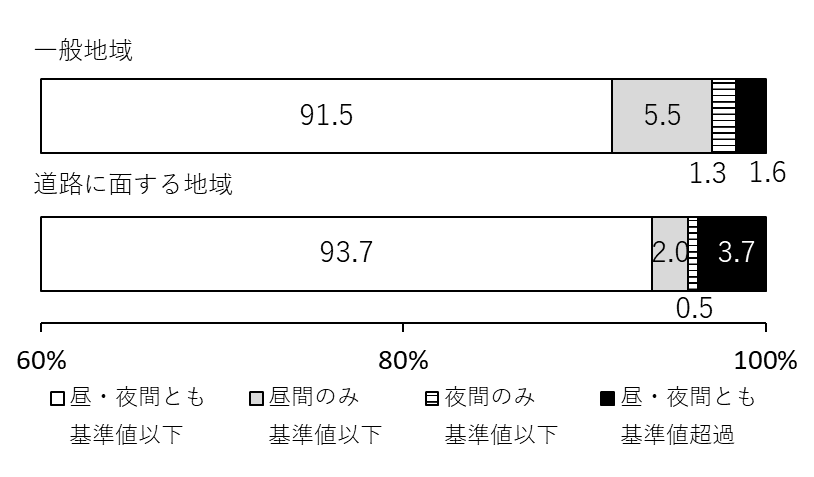 一般地域
91.5 5.5
1.3 1.6
道路に面する地域
93.7 2.0 3.7
0.5
60% 80% 100%
昼・夜間とも 昼間のみ 夜間のみ 昼・夜間とも
基準値以下 基準値以下 基準値以下 基準値超過